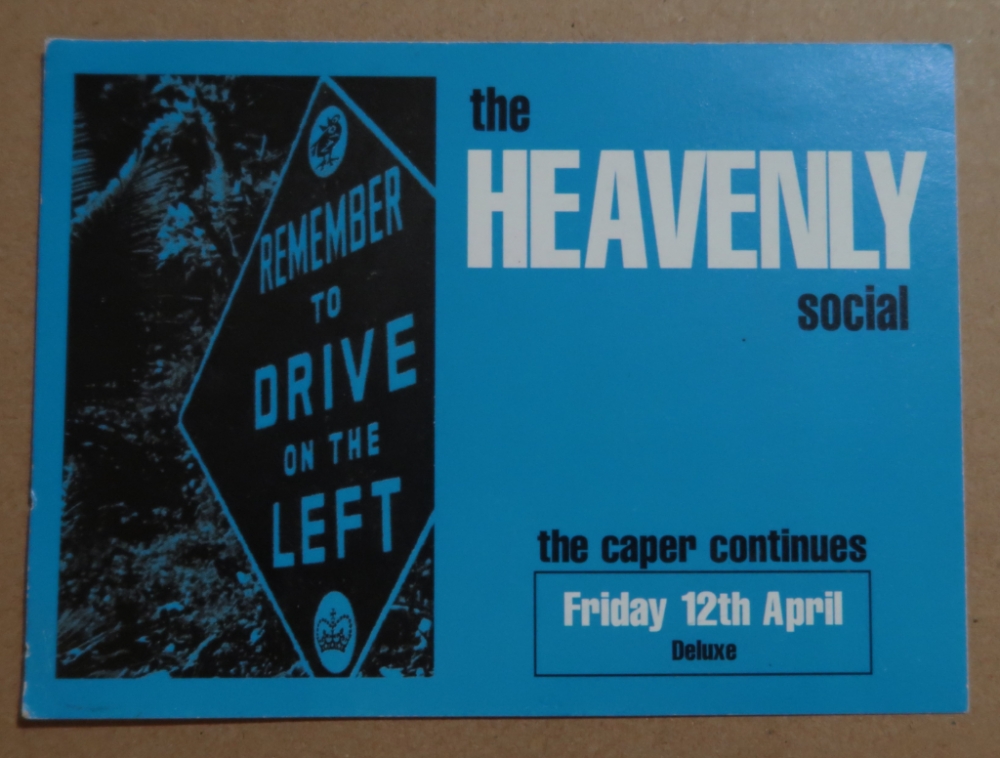 REMEMBER
TO
DRIVE
ON THE
LEFT
the
HEAVENLY
social
the caper continues
Friday 12th April
Deluxe